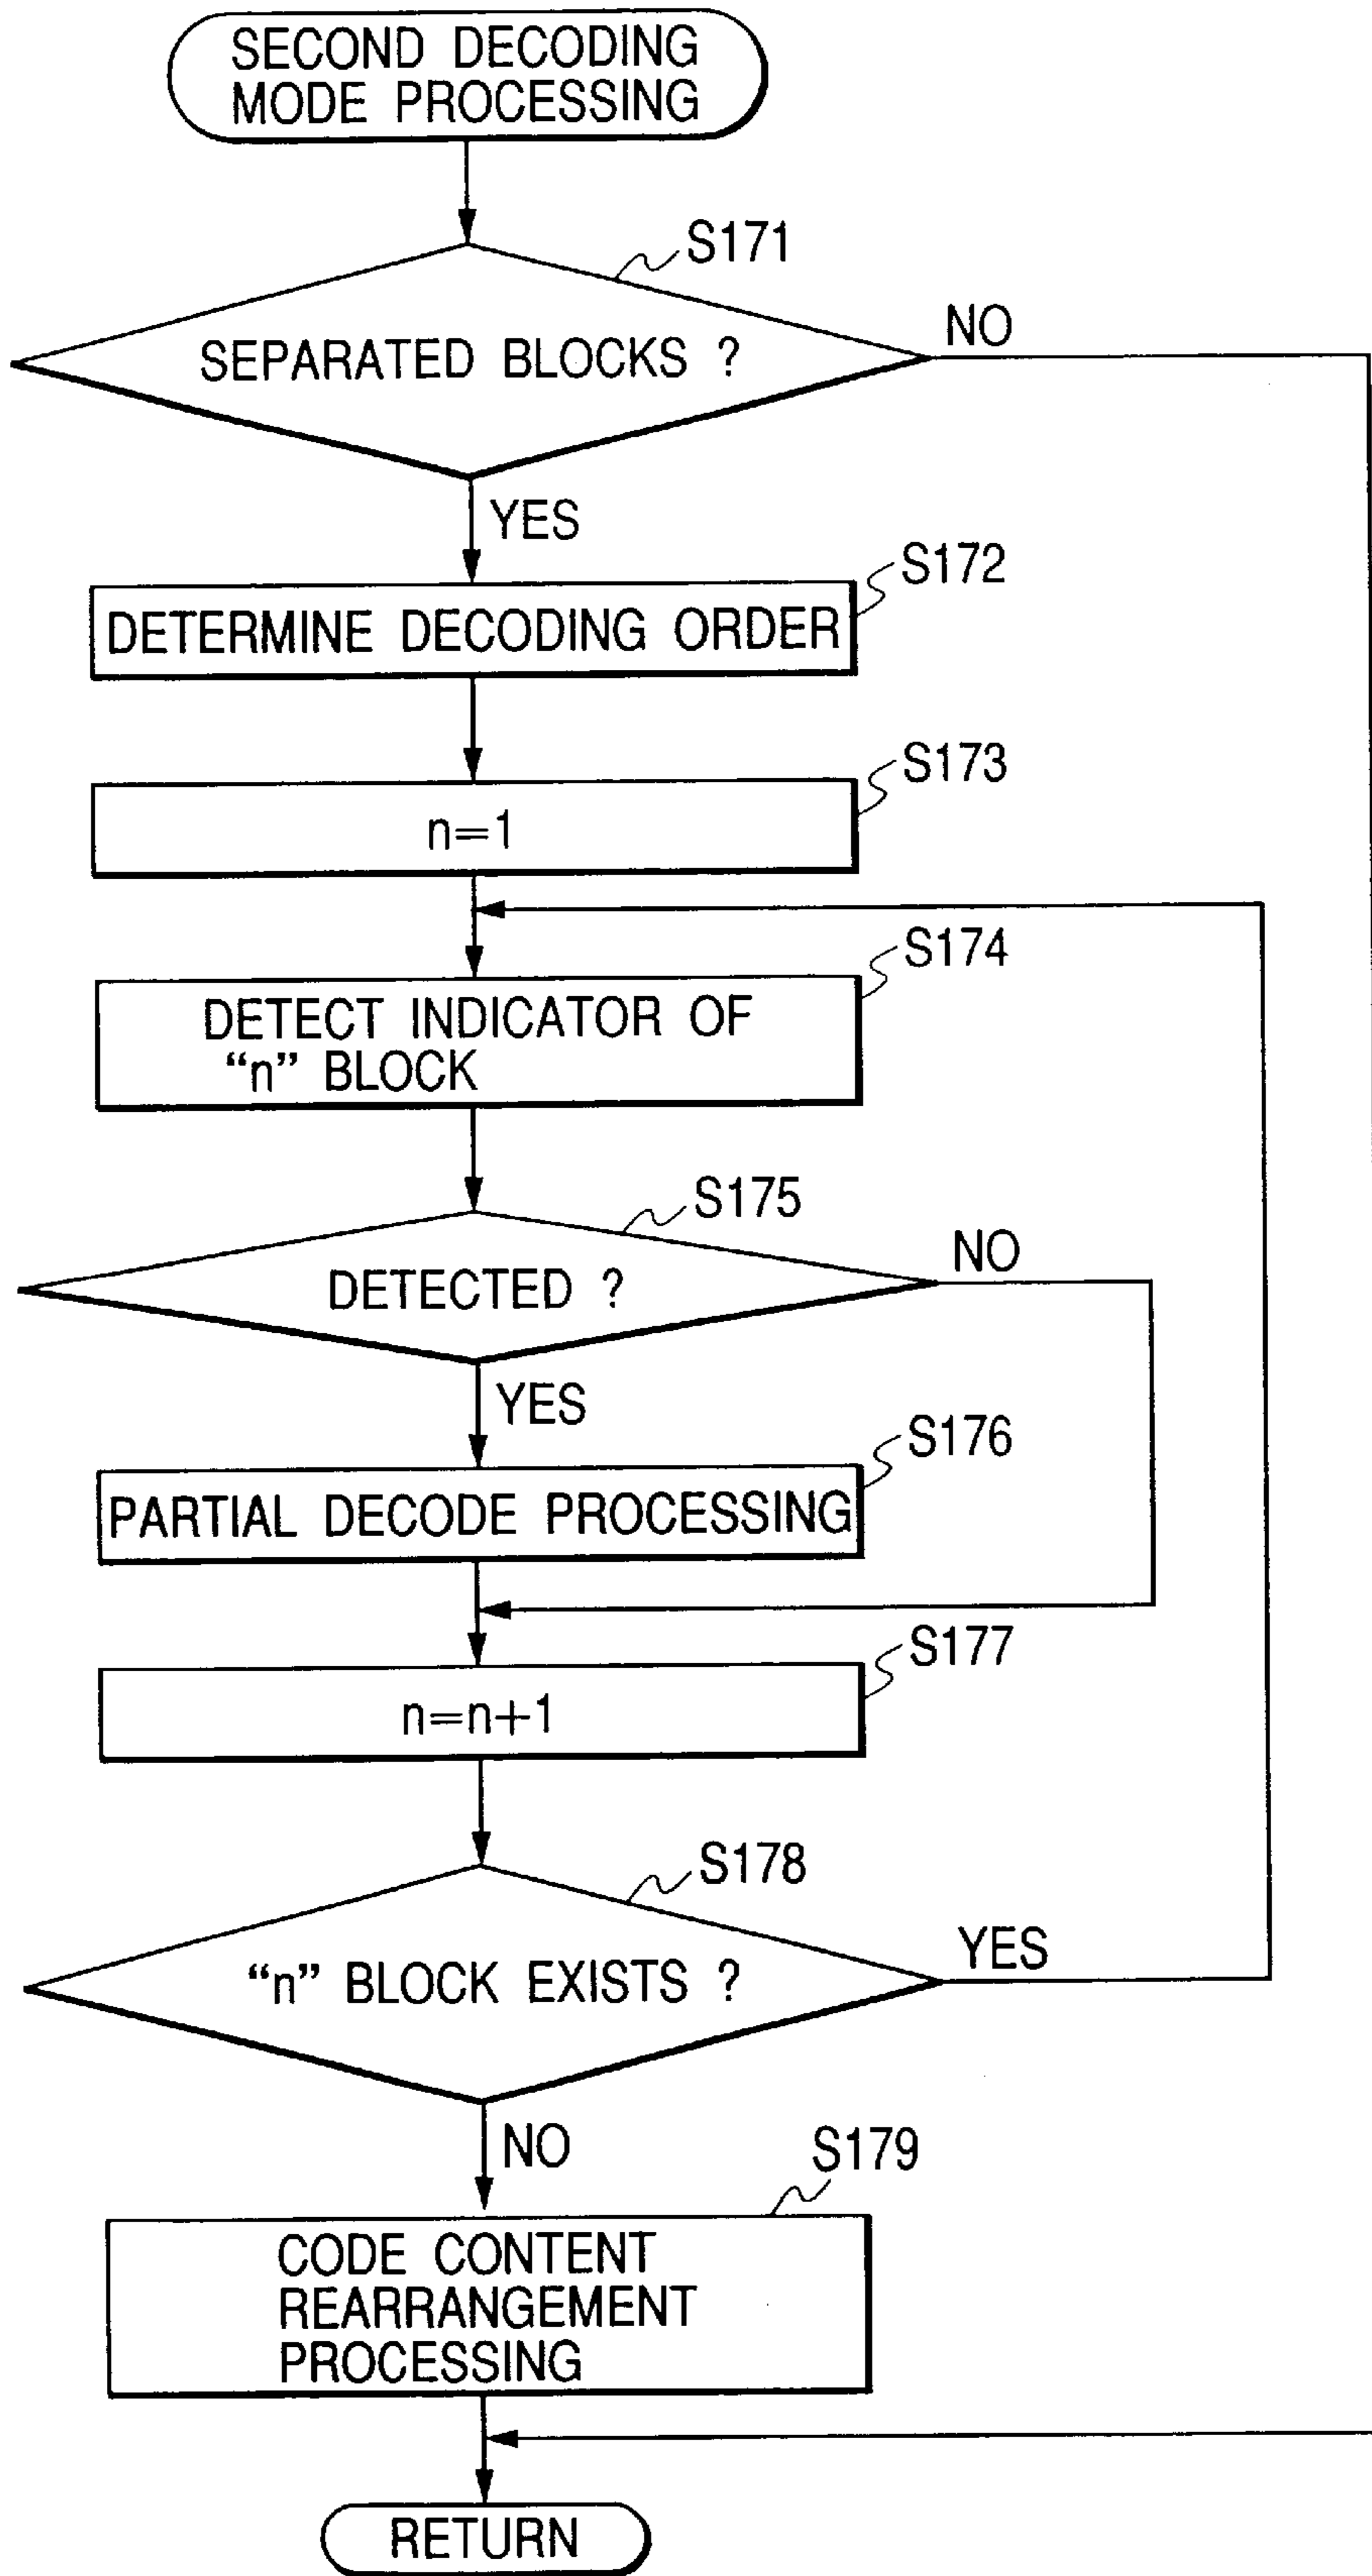 SECOND DECODING
MODE PROCESSING
S171
SEPARATED BLOCKS ?
NO
YES
S172
DETERMINE DECODING ORDER
S173
n=1
S174
DETECT INDICATOR OF
“n” BLOCK
S175
DETECTED ?
NO
YES
S176
PARTIAL DECODE PROCESSING
S177
n=n+1
S178
“n” BLOCK EXISTS ?
YES
NO
S179
CODE CONTENT
REARRANGEMENT
PROCESSING
RETURN